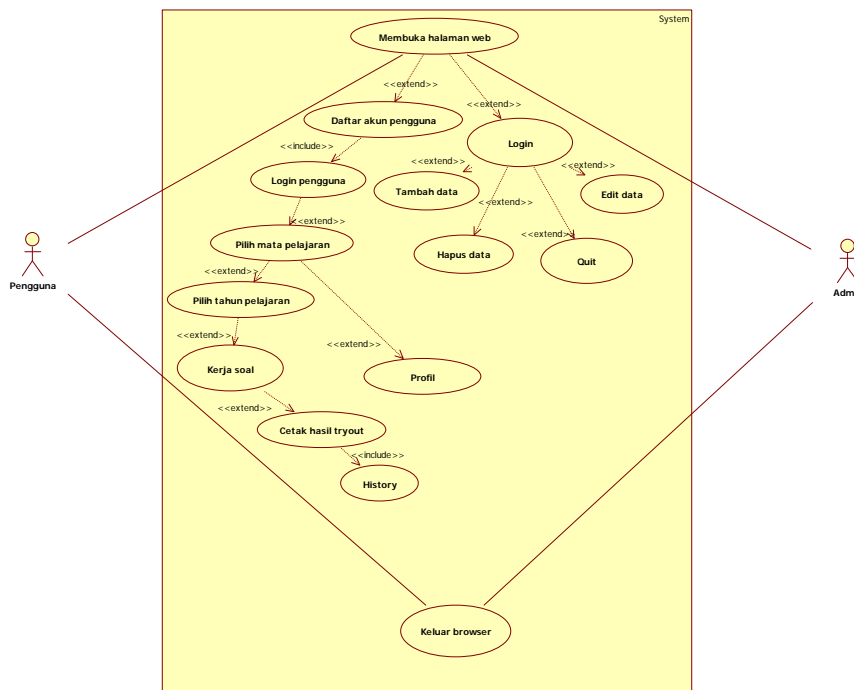 System
Membuka halaman web
<<extend>>
<<extend>>
Daftar akun pengguna
Login
<<include>>
<<extend>>
<<extend>>
Login pengguna
Tambah data
Edit data
<<extend>>
<<extend>>
<<extend>>
Pilih mata pelajaran
Hapus data
Quit
<<extend>>
Pengguna
Adm
Pilih tahun pelajaran
<<extend>>
<<extend>>
Kerja soal
Profil
<<extend>>
Cetak hasil tryout
<<include>>
History
Keluar browser